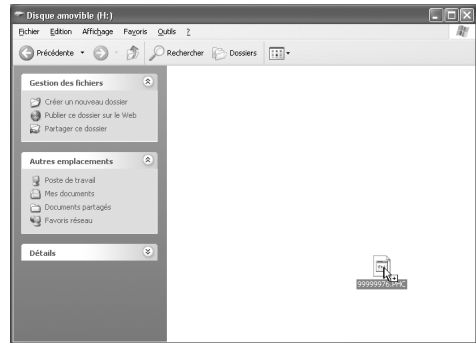 Disque amovible (H:)
Fichier Edition Affichage Favoris Outils ?
Précédente Rechercher Dossiers
Gestion des fichiers
Créer un nouveau dossier
Publier ce dossier sur le Web
Partager ce dossier
Autres emplacements
Poste de travail
Mes documents
Documents partagés
Favoris réseau
Détails
99999976.PHC